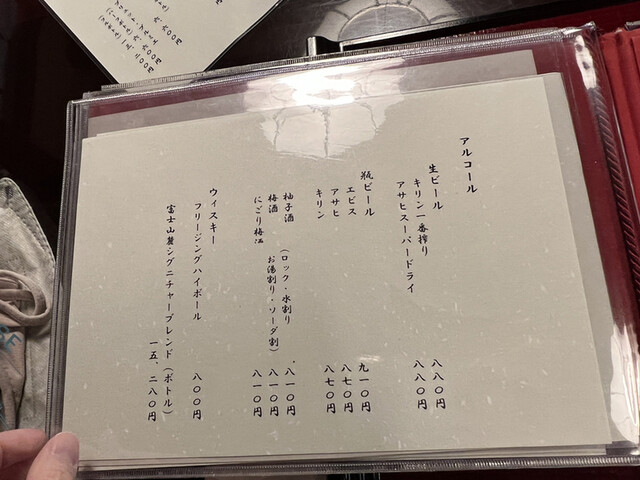 アルコール
生ビール
キリン一番搾り 八八〇円
アサヒスーパードライ 八八〇円
瓶ビール
エビス 九一〇円
アサヒ 八七〇円
キリン 八七〇円
柚子酒 (ロック・水割り 八一〇円
梅酒 お湯割り・ソーダ割) 八一〇円
にごり梅酒 八一〇円
ウィスキー
フリージングハイボール 八〇〇円
富士山麓シグニチャーブレンド(ボトル)
一五、二八〇円